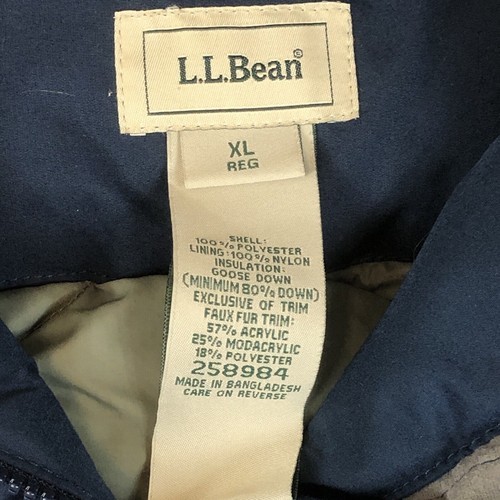 L.L.Bean®
XL
REG
SHELL:
100% POLYESTER
LINING: 100% NYLON
INSULATION:
GOOSE DOWN
(MINIMUM 80% DOWN)
EXCLUSIVE OF TRIM
FAUX FUR TRIM:
57% ACRYLIC
25% MODACRYLIC
18% POLYESTER
258984
MADE IN BANGLADESH
CARE ON REVERSE